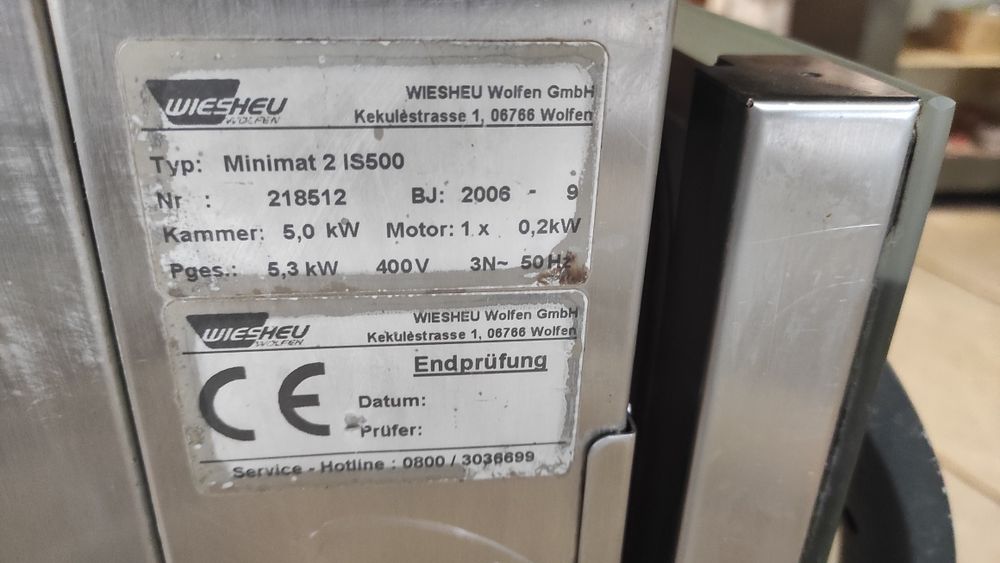 WIESHEU
WOLFEN
WIESHEU Wolfen GmbH
Kekulèstrasse 1, 06766 Wolfen
Typ: Minimat 2 IS500
Nr : 218512 BJ: 2006 - 9
Kammer: 5,0 kW Motor: 1 x 0,2kW
Pges.: 5,3 kW 400V 3N~ 50Hz
WIESHEU
WOLFEN
WIESHEU Wolfen GmbH
Kekulèstrasse 1, 06766 Wolfen
CE
Endprüfung
Datum:
Prüfer:
Service - Hotline : 0800 / 3036699